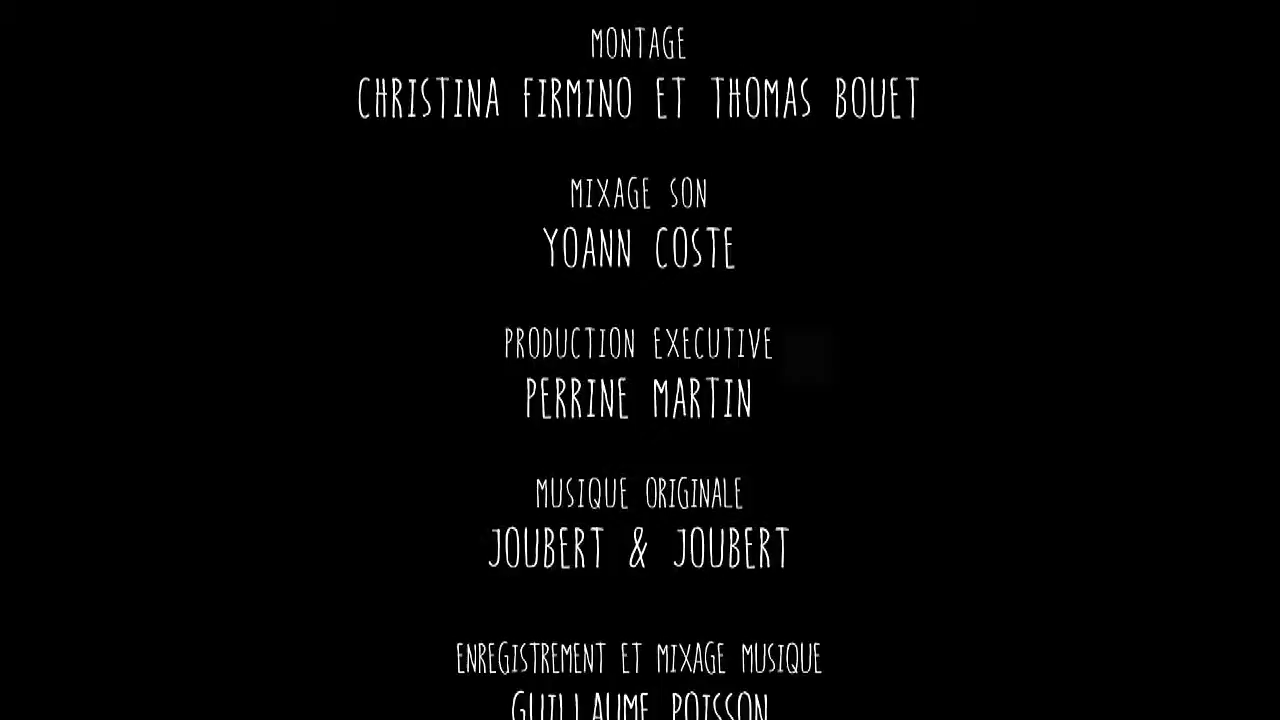 MONTAGE
CHRISTINA FIRMINO ET THOMAS BOUET
MIXAGE SON
YOANN COSTE
PRODUCTION EXECUTIVE
PERRINE MARTIN
MUSIQUE ORIGINALE
JOUBERT & JOUBERT
ENREGISTREMENT ET MIXAGE MUSIQUE
GUILLAUME POISSON